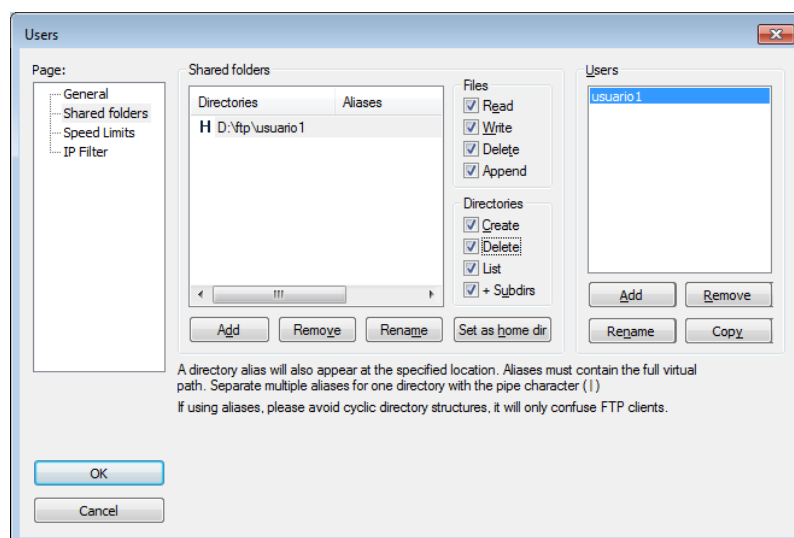 Users
Page:
General
Shared folders
Speed Limits
IP Filter
Shared folders
Directories Aliases
H D:\ftp\usuario1
Files
Read
Write
Delete
Append
Directories
Create
Delete
List
+ Subdirs
Add Remove Rename Set as home dir
Users
usuario1
Add Remove
Rename Copy
A directory alias will also appear at the specified location. Aliases must contain the full virtual
path. Separate multiple aliases for one directory with the pipe character ( | )
If using aliases, please avoid cyclic directory structures, it will only confuse FTP clients.
OK
Cancel